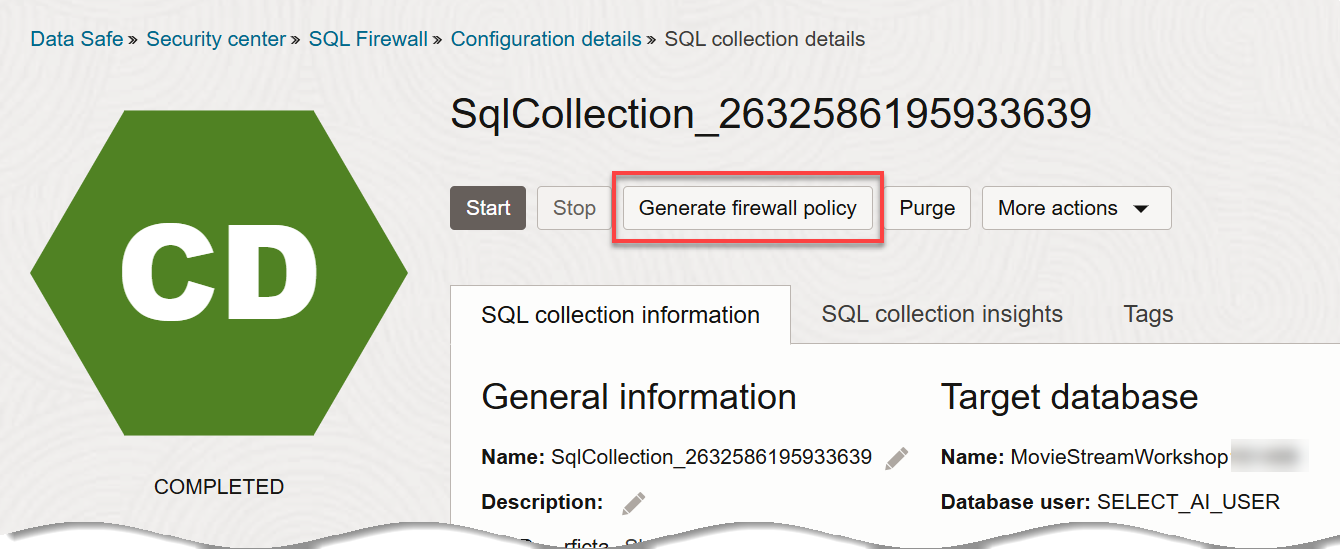 Data Safe » Security center » SQL Firewall » Configuration details » SQL collection details
CD
COMPLETED
SqlCollection_2632586195933639
Start Stop Generate firewall policy Purge More actions
SQL collection information SQL collection insights Tags
General information
Name: SqlCollection_2632586195933639
Description:
Target database
Name: MovieStreamWorkshop
Database user: SELECT_AI_USER